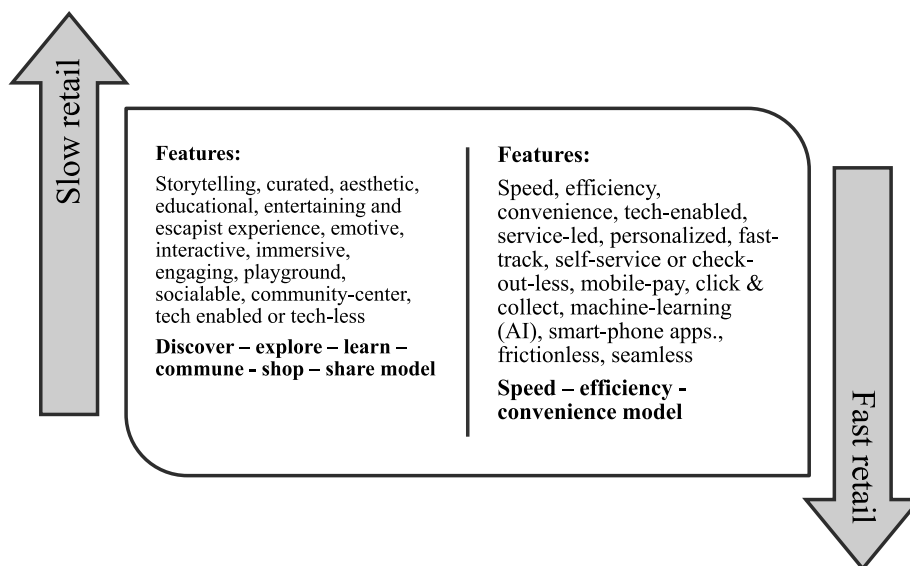 Slow retail
Features:
Storytelling, curated, aesthetic,
educational, entertaining and
escapist experience, emotive,
interactive, immersive,
engaging, playground,
socialable, community-center,
tech enabled or tech-less
Discover – explore – learn –
commune - shop – share model
Features:
Speed, efficiency,
convenience, tech-enabled,
service-led, personalized, fast-
track, self-service or check-
out-less, mobile-pay, click &
collect, machine-learning
(AI), smart-phone apps.,
frictionless, seamless
Speed – efficiency -
convenience model
Fast retail